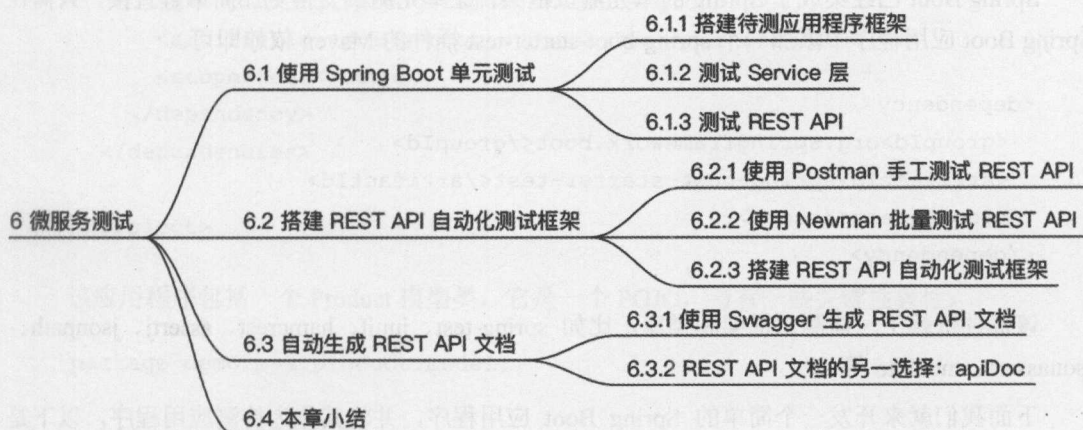 6 微服务测试
6.1 使用 Spring Boot 单元测试
6.1.1 搭建待测应用程序框架
6.1.2 测试 Service 层
6.1.3 测试 REST API
6.2 搭建 REST API 自动化测试框架
6.2.1 使用 Postman 手工测试 REST API
6.2.2 使用 Newman 批量测试 REST API
6.2.3 搭建 REST API 自动化测试框架
6.3 自动生成 REST API 文档
6.3.1 使用 Swagger 生成 REST API 文档
6.3.2 REST API 文档的另一选择：apiDoc
6.4 本章小结